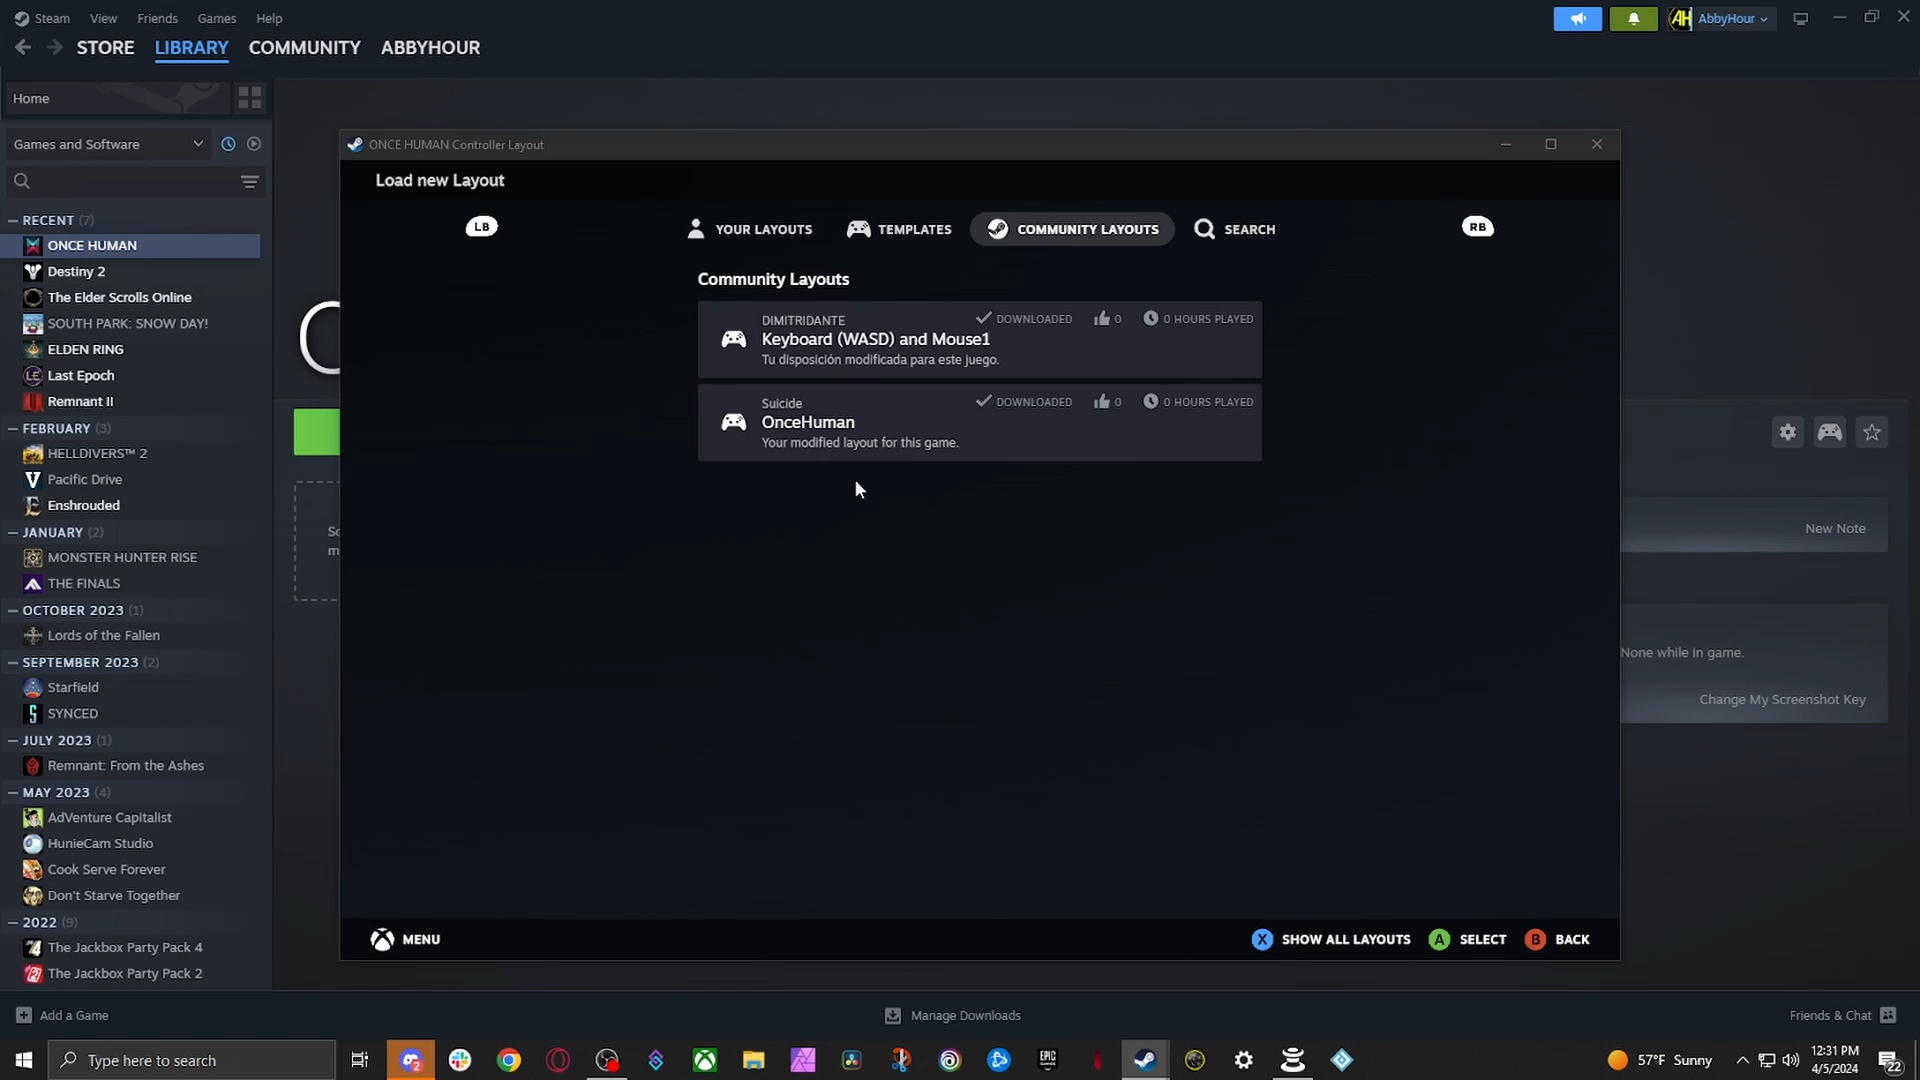 Steam View Friends Games Help
AH AbbyHour
STORE LIBRARY COMMUNITY ABBYHOUR
Home
Games and Software
RECENT (7)
ONCE HUMAN
Destiny 2
The Elder Scrolls Online
SOUTH PARK: SNOW DAY!
ELDEN RING
Last Epoch
Remnant II
FEBRUARY (3)
HELLDIVERS™ 2
Pacific Drive
Enshrouded
JANUARY (2)
MONSTER HUNTER RISE
THE FINALS
OCTOBER 2023 (1)
Lords of the Fallen
SEPTEMBER 2023 (2)
Starfield
SYNCED
JULY 2023 (1)
Remnant: From the Ashes
MAY 2023 (4)
AdVenture Capitalist
HunieCam Studio
Cook Serve Forever
Don't Starve Together
2022 (9)
The Jackbox Party Pack 4
The Jackbox Party Pack 2
ONCE HUMAN Controller Layout
Load new Layout
LB YOUR LAYOUTS TEMPLATES COMMUNITY LAYOUTS SEARCH RB
Community Layouts
DIMITRIDANTE DOWNLOADED 0 0 HOURS PLAYED
Keyboard (WASD) and Mouse1
Tu disposición modificada para este juego.
Suicide DOWNLOADED 0 0 HOURS PLAYED
OnceHuman
Your modified layout for this game.
MENU X SHOW ALL LAYOUTS A SELECT B BACK
New Note
None while in game.
Change My Screenshot Key
Add a Game Manage Downloads Friends & Chat
Type here to search
EPIC
57°F Sunny
12:31 PM
4/5/2024
22